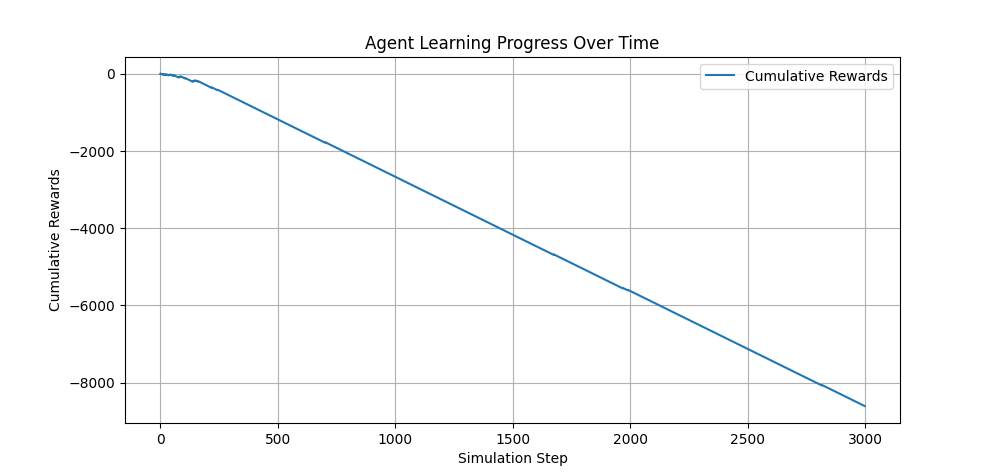 Agent Learning Progress Over Time
Cumulative Rewards
0
−2000
−4000
−6000
−8000
Cumulative Rewards
0 500 1000 1500 2000 2500 3000
Simulation Step